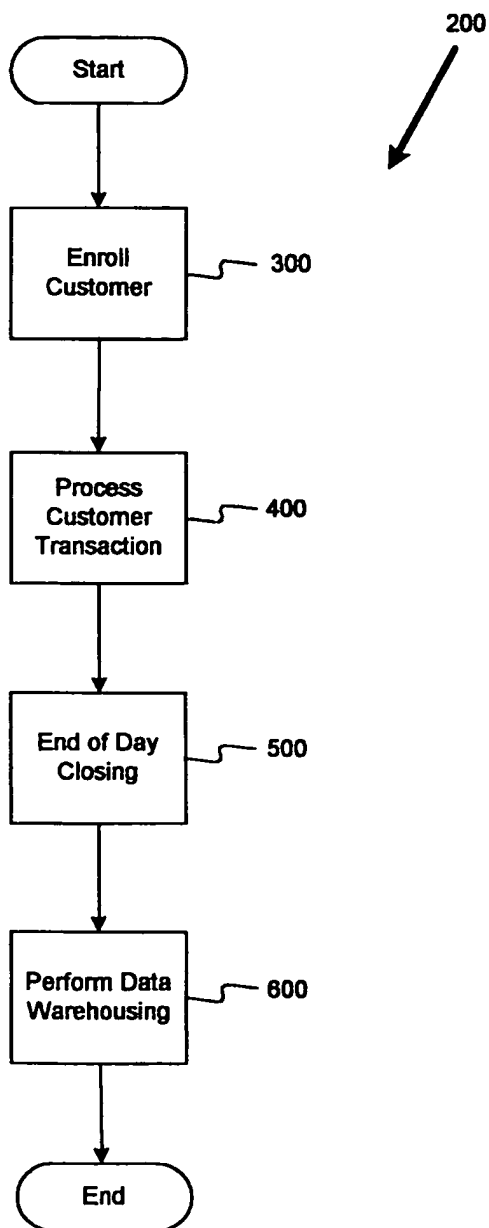 200
Start
Enroll
Customer
300
Process
Customer
Transaction
400
End of Day
Closing
500
Perform Data
Warehousing
600
End